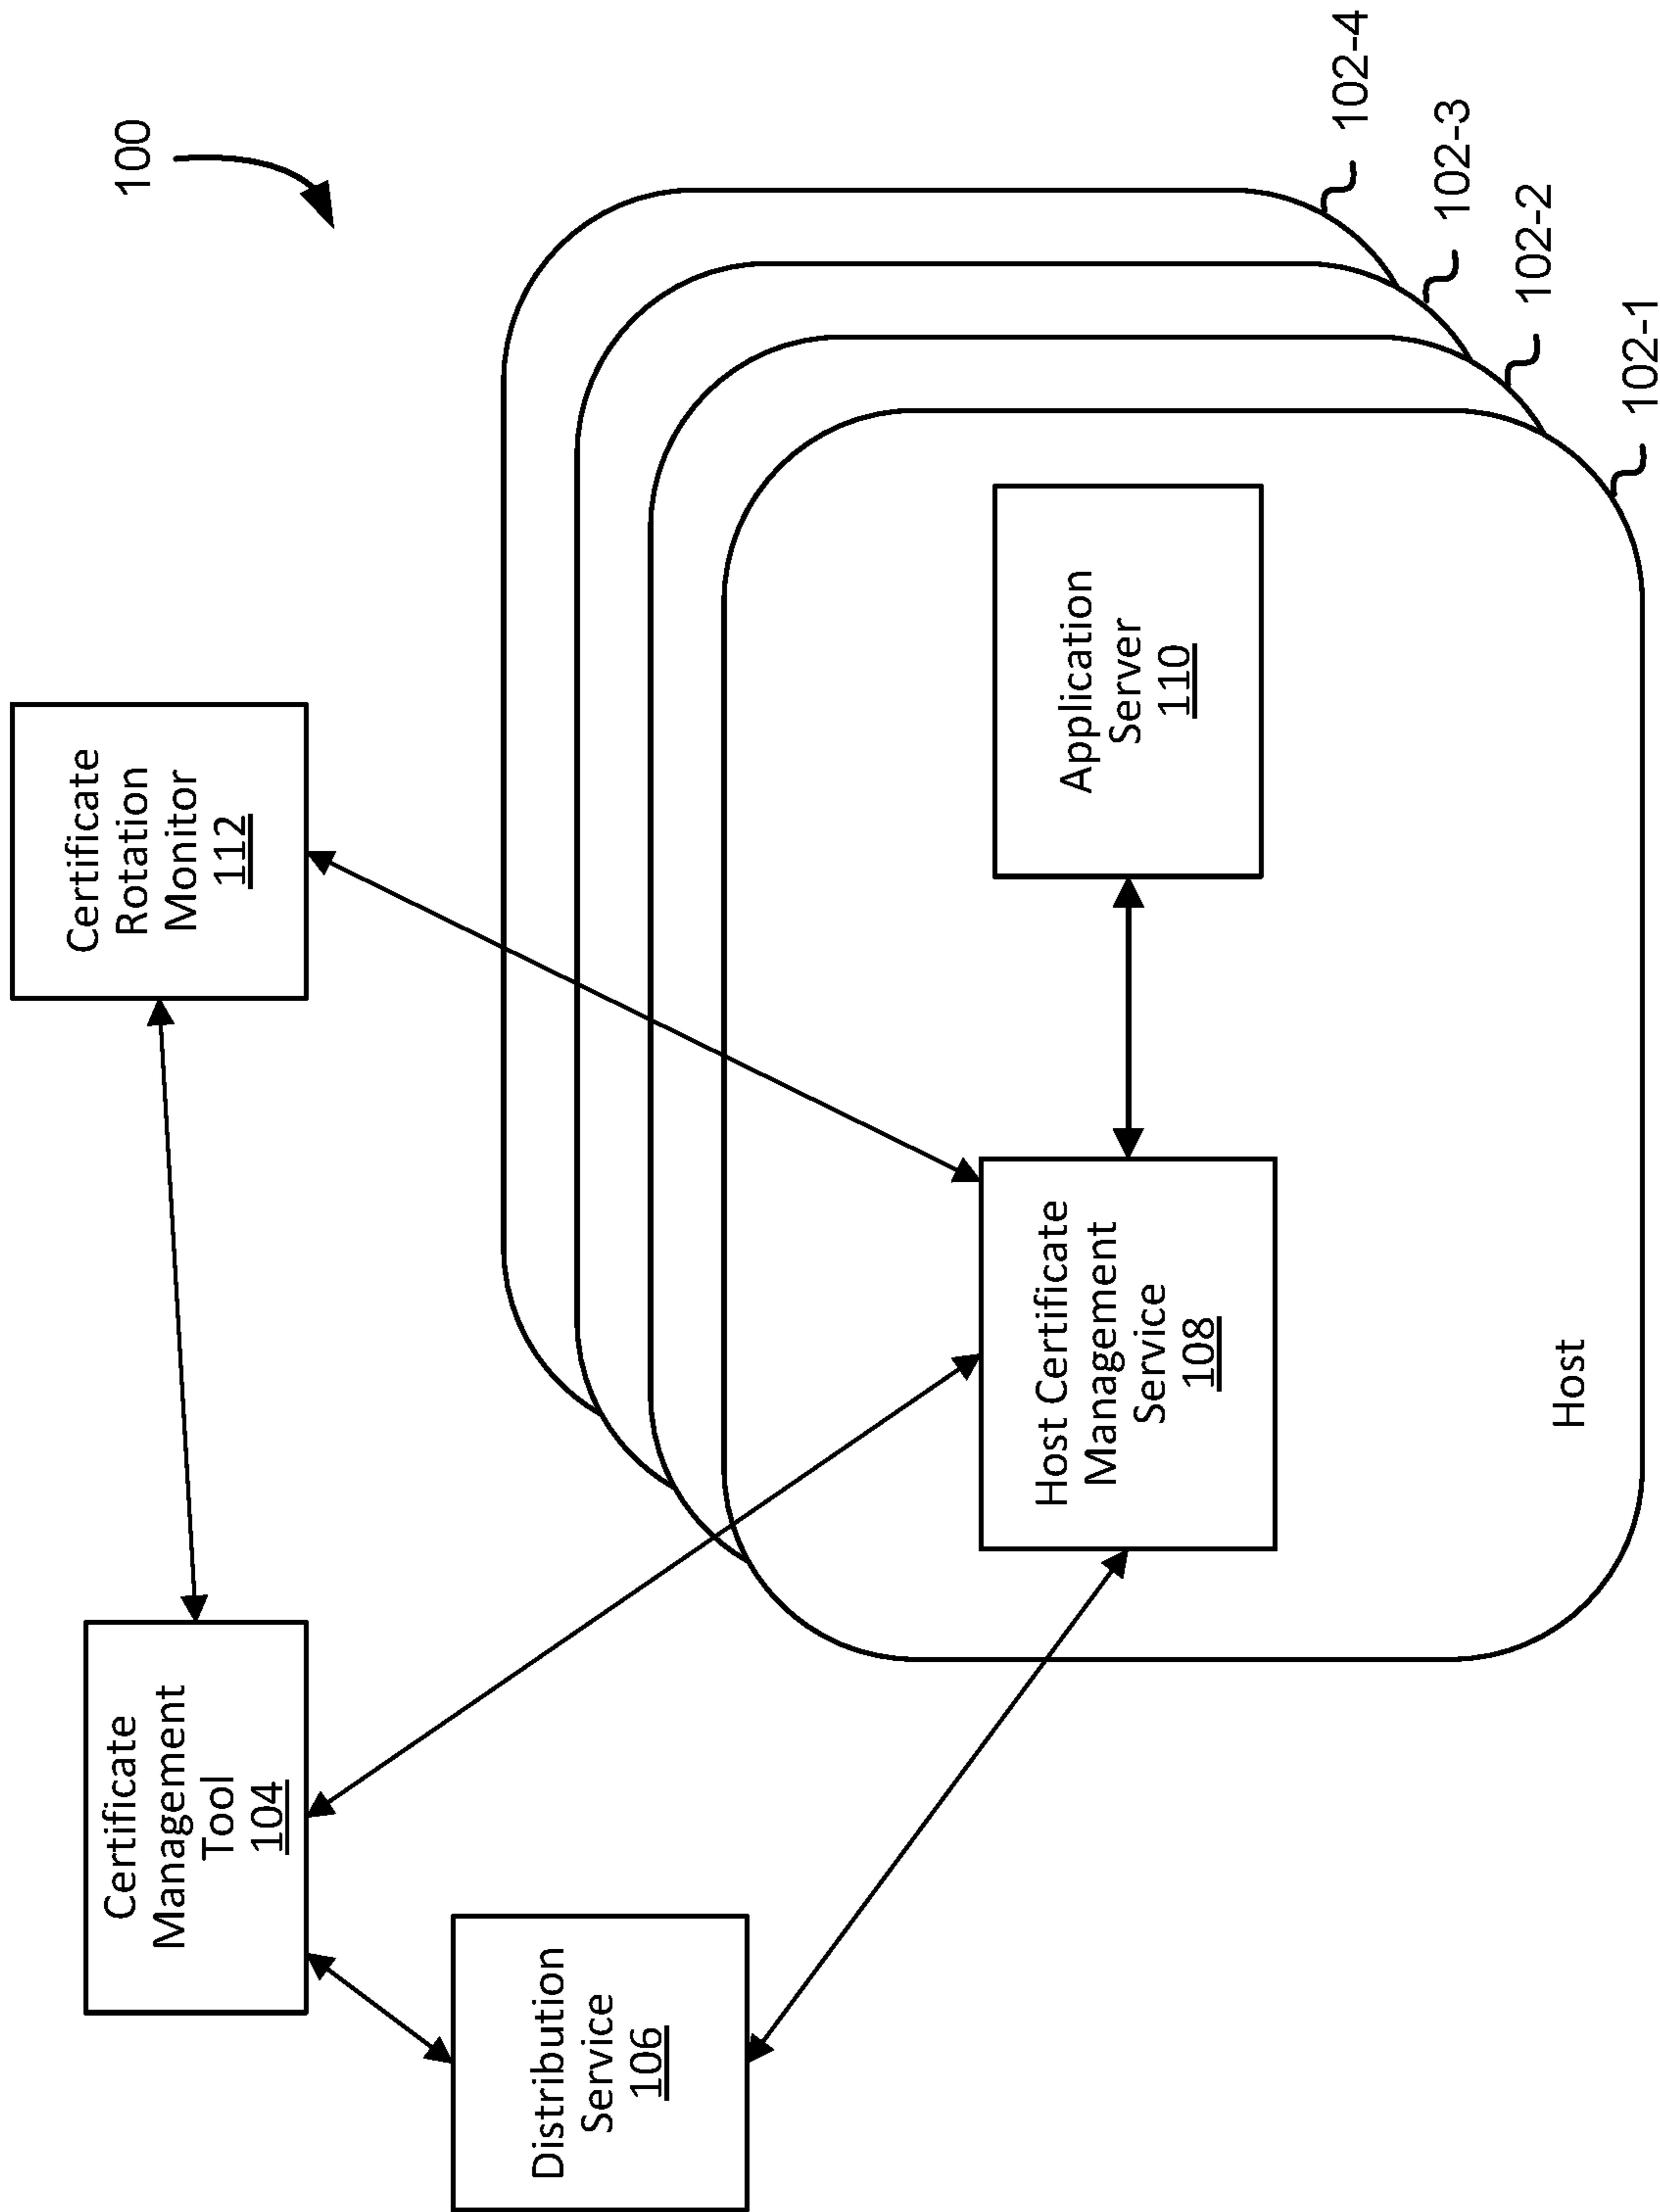 100
Certificate
Rotation
Monitor
112
Certificate
Management
Tool
104
Distribution
Service
106
Host Certificate
Management
Service
108
Application
Server
110
Host
102-4
102-3
102-2
102-1